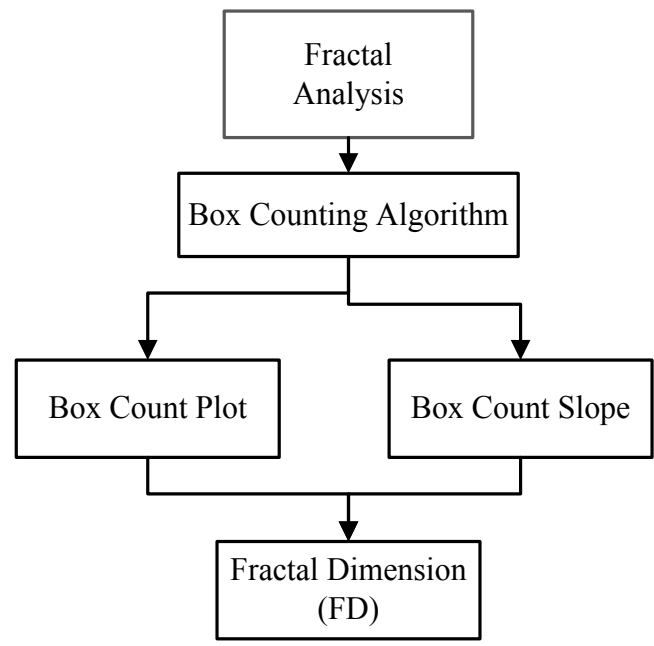 Fractal
Analysis
Box Counting Algorithm
Box Count Plot
Box Count Slope
Fractal Dimension
(FD)